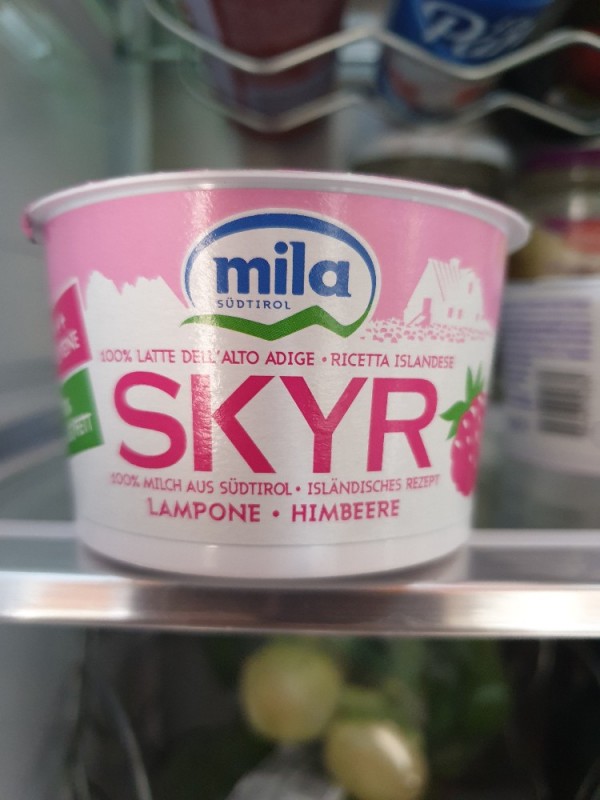 mila
SÜDTIROL
100% LATTE DELL'ALTO ADIGE • RICETTA ISLANDESE
SKYR
100% MILCH AUS SÜDTIROL • ISLÄNDISCHES REZEPT
LAMPONE • HIMBEERE